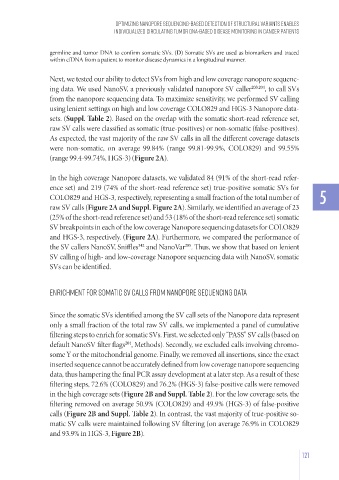 OPTIMIZING NANOPORE SEQUENCING-BASED DETECTION OF STRUCTURAL VARIANTS ENABLES
INDIVIDUALIZED CIRCULATING TUMOR DNA-BASED DISEASE MONITORING IN CANCER PATIENTS
germline and tumor DNA to confirm somatic SVs. (D) Somatic SVs are used as biomarkers and traced
within cfDNA from a patient to monitor disease dynamics in a longitudinal manner.
Next, we tested our ability to detect SVs from high and low coverage nanopore sequenc-
ing data. We used NanoSV, a previously validated nanopore SV caller, to call SVs
from the nanopore sequencing data. To maximize sensitivity, we performed SV calling
using lenient settings on high and low coverage COLO829 and HGS-3 Nanopore data-
sets. (Suppl. Table 2). Based on the overlap with the somatic short-read reference set,
raw SV calls were classified as somatic (true-positives) or non-somatic (false-positives).
As expected, the vast majority of the raw SV calls in all the different coverage datasets
were non-somatic, on average 99.84% (range 99.81-99.9%, COLO829) and 99.55%
(range 99.4-99.74%, HGS-3) (Figure 2A).
In the high coverage Nanopore datasets, we validated 84 (91% of the short-read refer-
ence set) and 219 (74% of the short-read reference set) true-positive somatic SVs for
COLO829 and HGS-3, respectively, representing a small fraction of the total number of
raw SV calls (Figure 2A and Suppl. Figure 2A). Similarly, we identified an average of 23
(25% of the short-read reference set) and 53 (18% of the short-read reference set) somatic
SV breakpoints in each of the low coverage Nanopore sequencing datasets for COLO829
and HGS-3, respectively. (Figure 2A). Furthermore, we compared the performance of
the SV callers NanoSV, Sniffles and NanoVar. Thus, we show that based on lenient
SV calling of high- and low-coverage Nanopore sequencing data with NanoSV, somatic
SVs can be identified.
5
ENRICHMENT FOR SOMATIC SV CALLS FROM NANOPORE SEQUENCING DATA
Since the somatic SVs identified among the SV call sets of the Nanopore data represent
only a small fraction of the total raw SV calls, we implemented a panel of cumulative
filtering steps to enrich for somatic SVs. First, we selected only "PASS" SV calls (based on
default NanoSV filter flags, Methods). Secondly, we excluded calls involving chromo-
some Y or the mitochondrial genome. Finally, we removed all insertions, since the exact
inserted sequence cannot be accurately defined from low coverage nanopore sequencing
data, thus hampering the final PCR assay development at a later step. As a result of these
filtering steps, 72.6% (COLO829) and 76.2% (HGS-3) false-positive calls were removed
in the high coverage sets (Figure 2B and Suppl. Table 2). For the low coverage sets, the
filtering removed on average 50.9% (COLO829) and 49.9% (HGS-3) of false-positive
calls (Figure 2B and Suppl. Table 2). In contrast, the vast majority of true-positive so-
matic SV calls were maintained following SV filtering (on average 76.9% in COLO829
and 93.9% in HGS-3, Figure 2B).
121